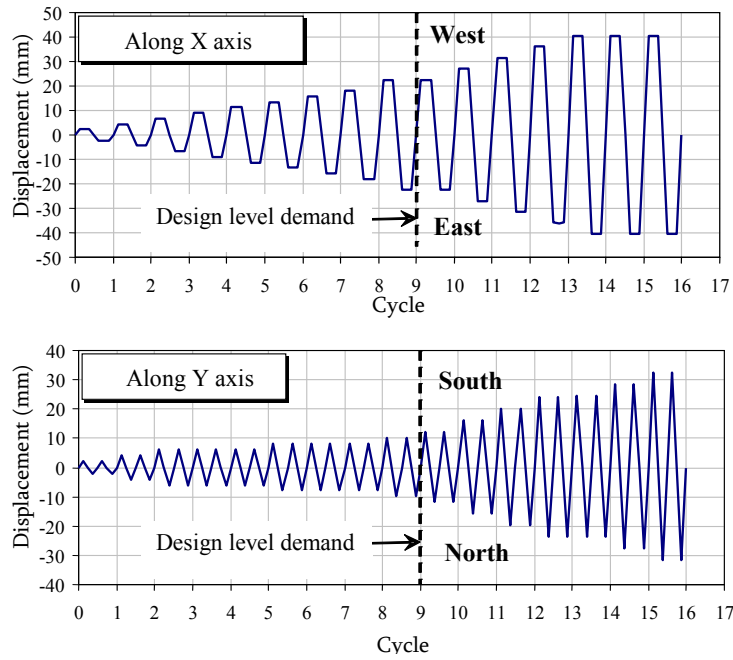 50
40
30
20
10
0
-10
-20
-30
-40
-50
Displacement (mm)
Along X axis
West
Design level demand
East
0 1 2 3 4 5 6 7 8 9 10 11 12 13 14 15 16 17
Cycle
40
30
20
10
0
-10
-20
-30
-40
Displacement (mm)
Along Y axis
South
Design level demand
North
0 1 2 3 4 5 6 7 8 9 10 11 12 13 14 15 16 17
Cycle